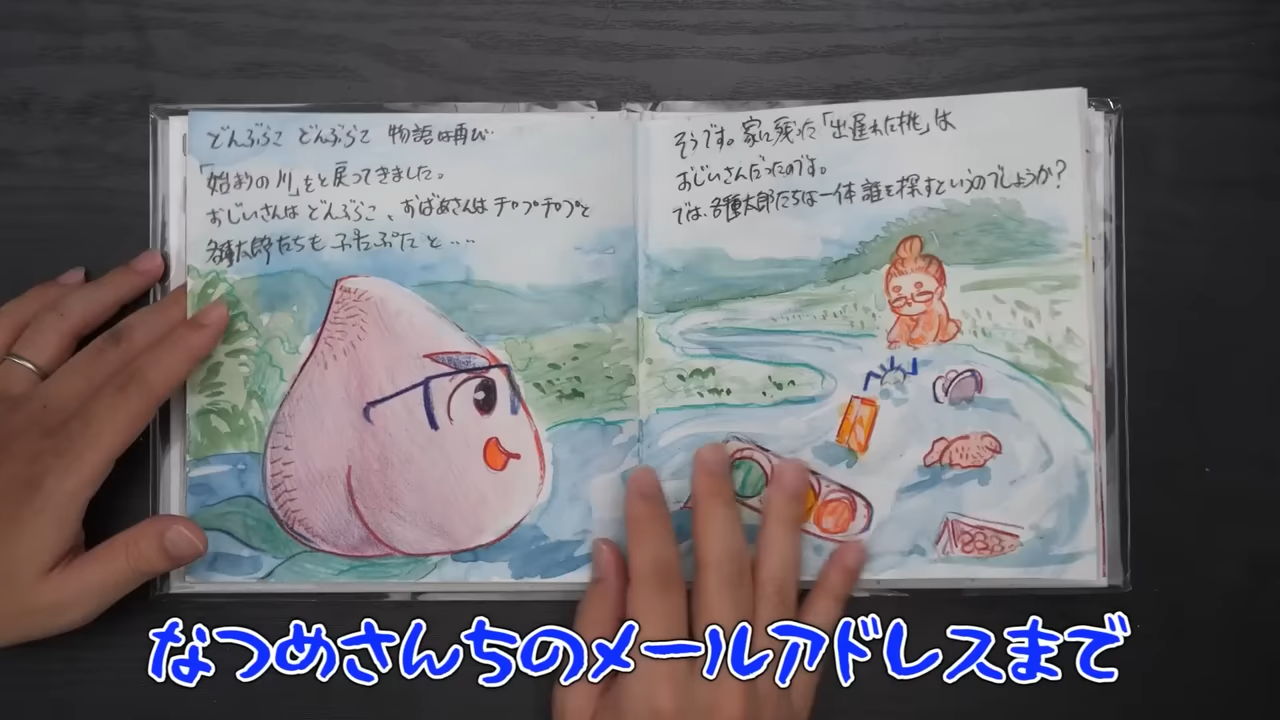 どんぶらこ どんぶらこ 物語は再び…
「始まりの川」をと戻ってきました。
おじいさんは どんぶらこ、おばあさんは チャプチャプと
各種太郎たちも ぷたぷたと‥‥
そうです。家に残った「出遅れた桃」は
おじいさんだったのです。
では、各種太郎たちは一体 誰を探すというのでしょうか?
なつめさんちのメールアドレスまで